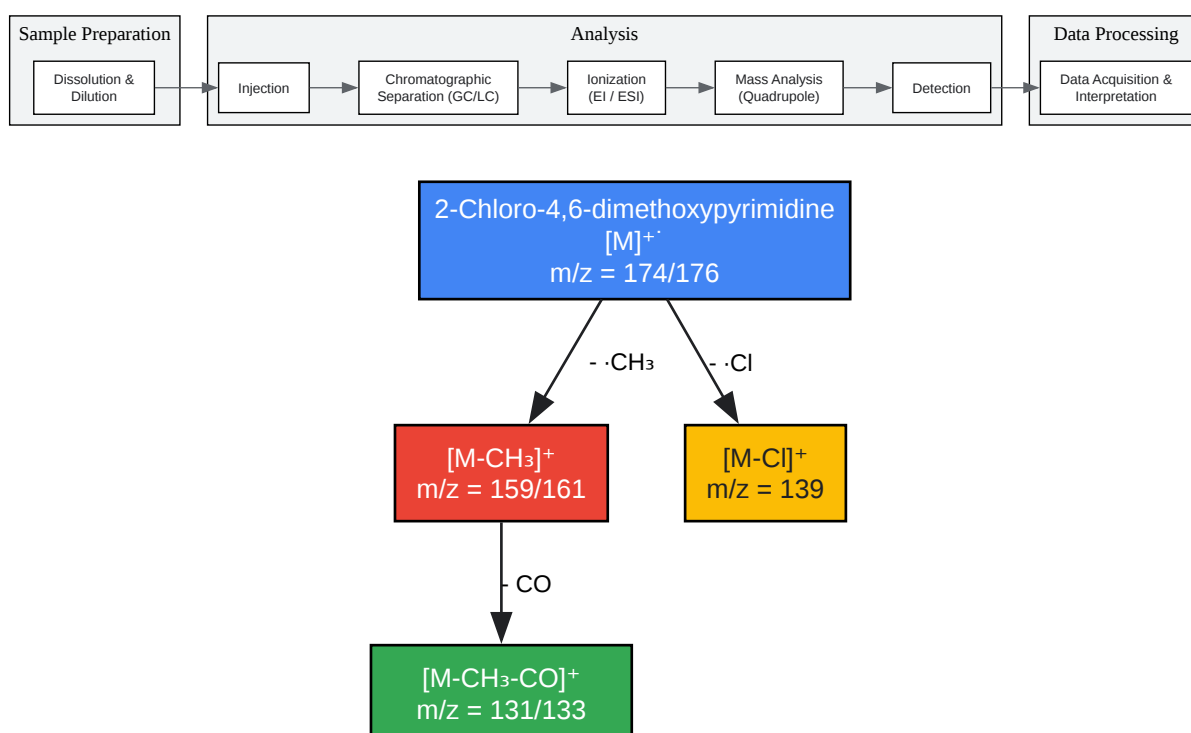 Sample Preparation
Analysis
Data Processing
Dissolution &
Dilution
Injection
Chromatographic
Separation (GC/LC)
Ionization
(EI / ESI)
Mass Analysis
(Quadrupole)
Detection
Data Acquisition &
Interpretation
2-Chloro-4,6-dimethoxypyrimidine
[M]⁺˙
m/z = 174/176
- ·CH₃
- ·Cl
[M-CH₃]⁺
m/z = 159/161
[M-Cl]⁺
m/z = 139
- CO
[M-CH₃-CO]⁺
m/z = 131/133